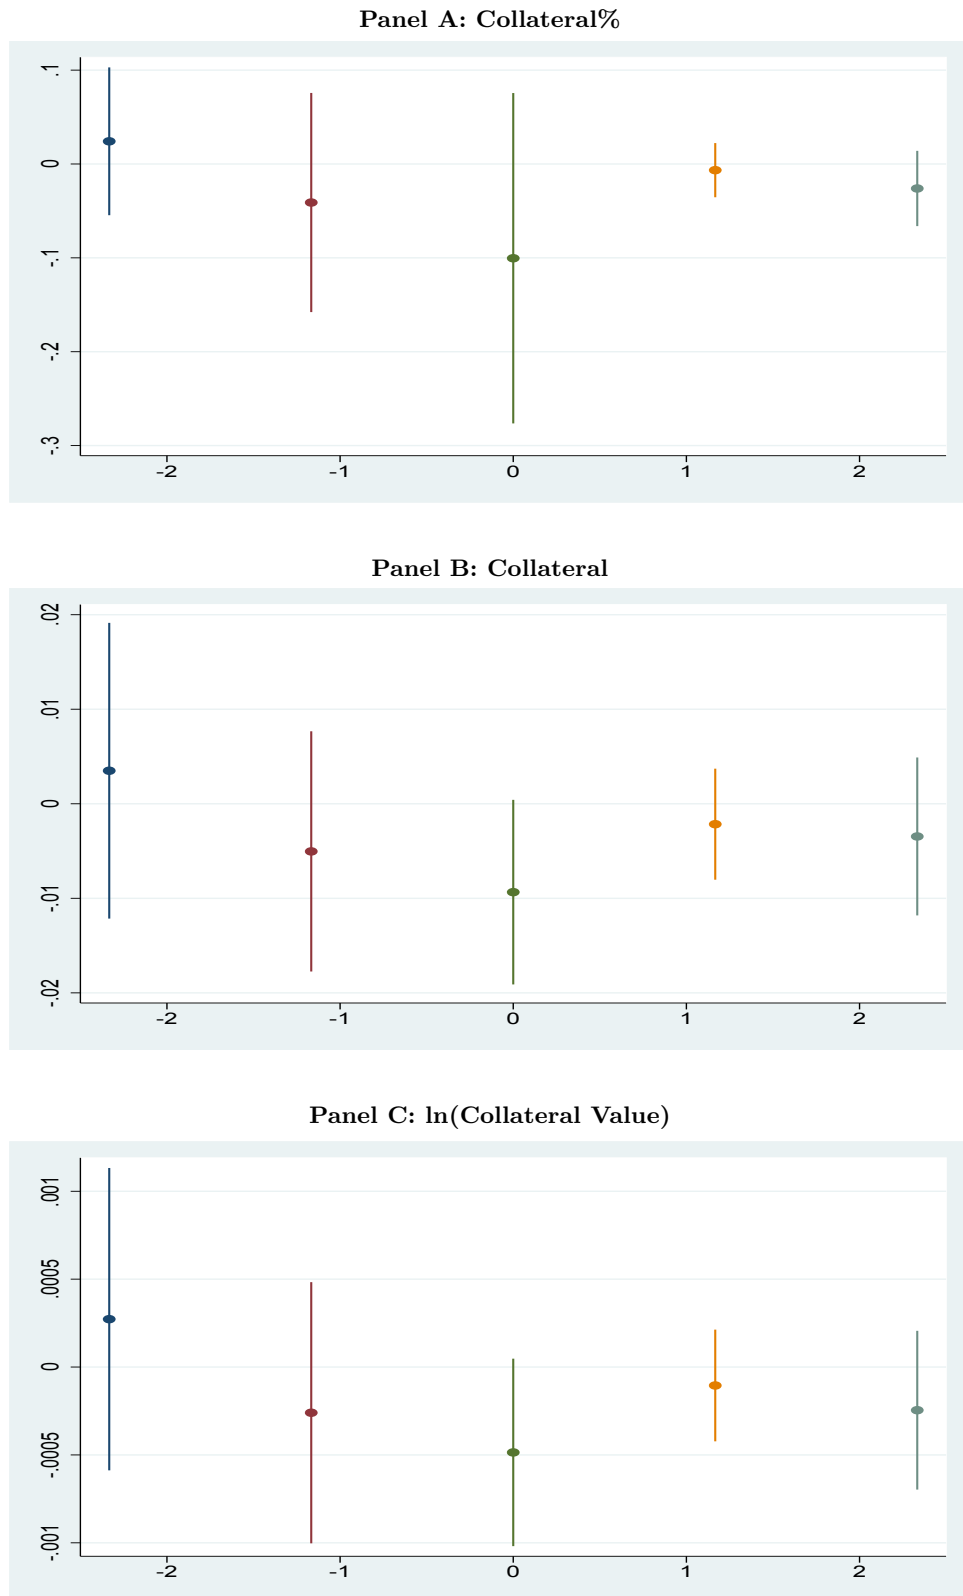 Panel A: Collateral%
.1
0
-.1
-.2
-.3
-2 -1 0 1 2
Panel B: Collateral
.02
.01
0
-.01
-.02
-2 -1 0 1 2
Panel C: ln(Collateral Value)
.001
.0005
0
-.0005
-.001
-2 -1 0 1 2